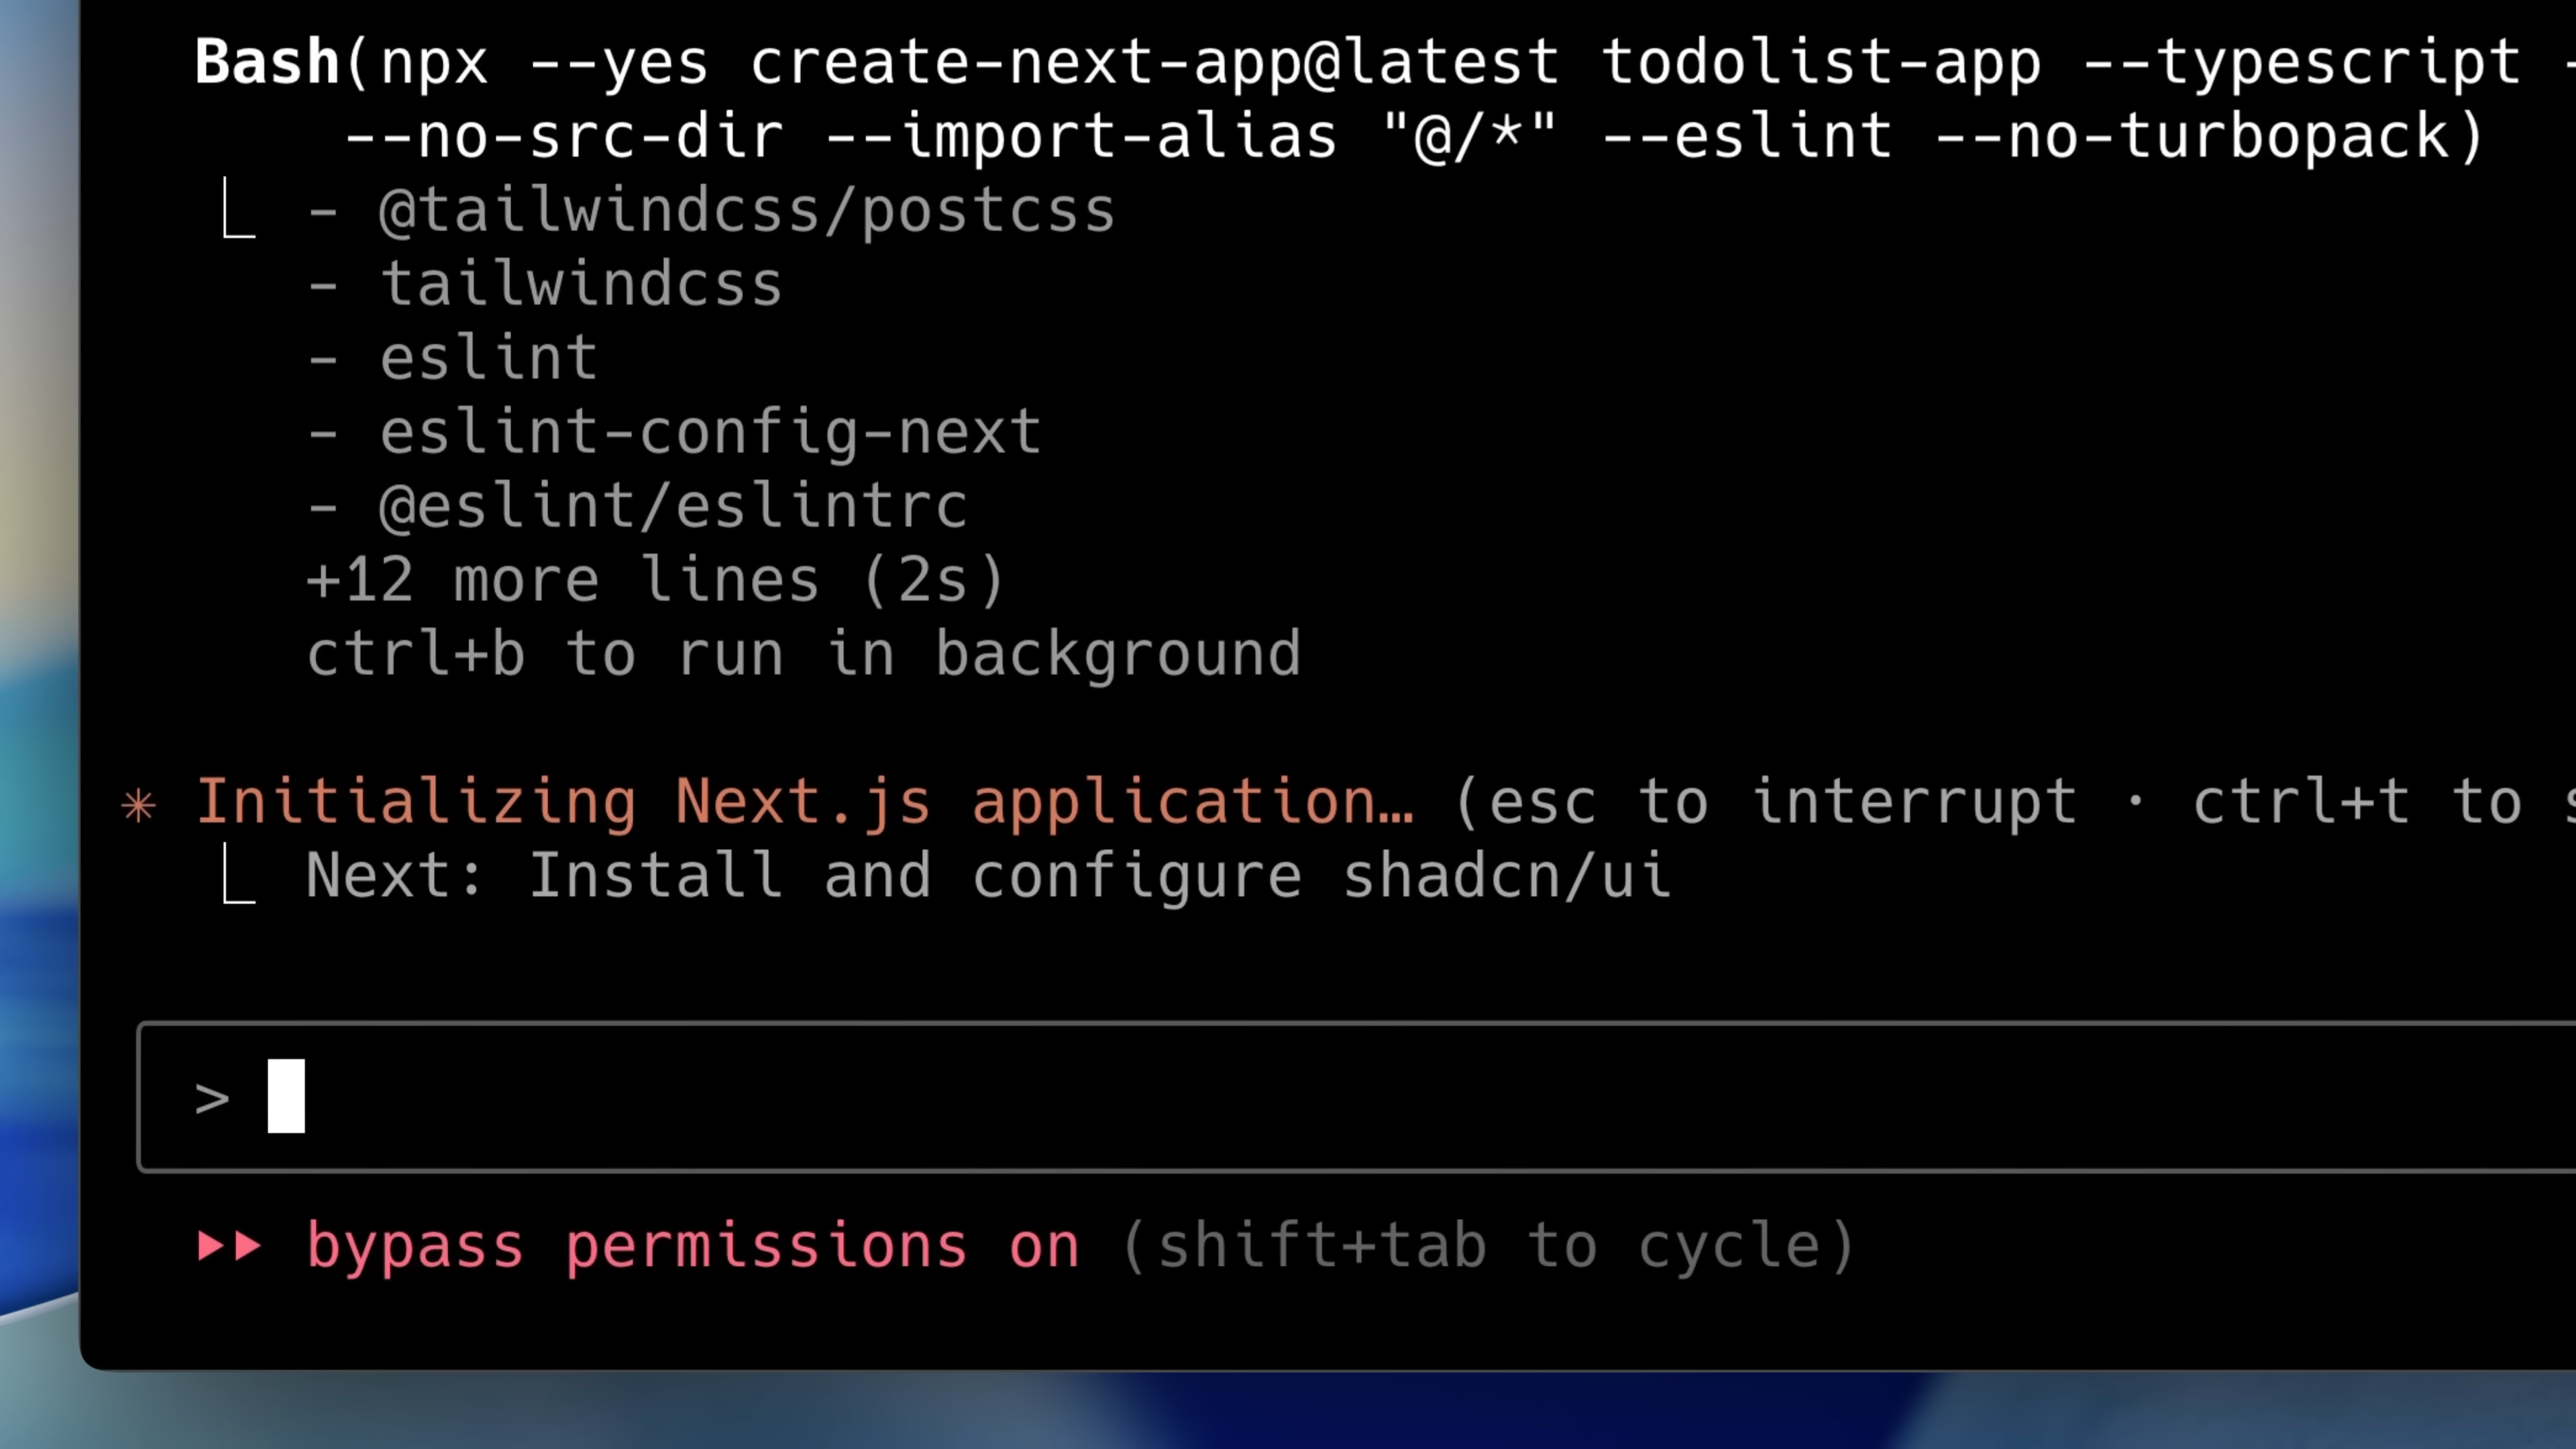 Bash(npx --yes create-next-app@latest todolist-app --typescript -
--no-src-dir --import-alias "@/*" --eslint --no-turbopack)
- @tailwindcss/postcss
- tailwindcss
- eslint
- eslint-config-next
- @eslint/eslintrc
+12 more lines (2s)
ctrl+b to run in background
✳ Initializing Next.js application… (esc to interrupt · ctrl+t to s
Next: Install and configure shadcn/ui
>
▶▶ bypass permissions on (shift+tab to cycle)